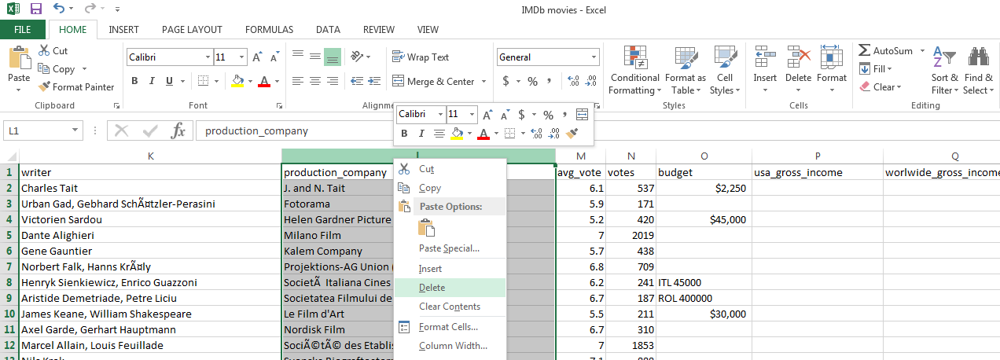 IMDb movies - Excel
FILE HOME INSERT PAGE LAYOUT FORMULAS DATA REVIEW VIEW
Paste Cut Copy Format Painter
Clipboard
Calibri 11 A A
B I U A
Font
Wrap Text
Merge & Center
Alignme
General
$ % , .00 .0
Conditional Formatting Format as Table Cell Styles
Styles
Insert Delete Format
Cells
AutoSum Fill Clear
Sort & Filter Find & Select
Editing
Calibri 11 A A $ % ,
B I A
L1 fx production_company
K L M N O P Q
1 writer production_company avg_vote votes budget usa_gross_income worlwide_gross_income
2 Charles Tait J. and N. Tait 6.1 537 $2,250
3 Urban Gad, Gebhard SchÃ¤tzler-Perasini Fotorama 5.9 171
4 Victorien Sardou Helen Gardner Picture 5.2 420 $45,000
5 Dante Alighieri Milano Film 7 2019
6 Gene Gauntier Kalem Company 5.7 438
7 Norbert Falk, Hanns KrÃ¤ly Projektions-AG Union ( 6.8 709
8 Henryk Sienkiewicz, Enrico Guazzoni SocietÃ  Italiana Cines 6.2 241 ITL 45000
9 Aristide Demetriade, Petre Liciu Societatea Filmului de 6.7 187 ROL 400000
10 James Keane, William Shakespeare Le Film d'Art 5.5 211 $30,000
11 Axel Garde, Gerhart Hauptmann Nordisk Film 6.7 310
12 Marcel Allain, Louis Feuillade SociÃ©tÃ© des Etablis 7 1853
Cut
Copy
Paste Options:
Paste Special...
Insert
Delete
Clear Contents
Format Cells...
Column Width...